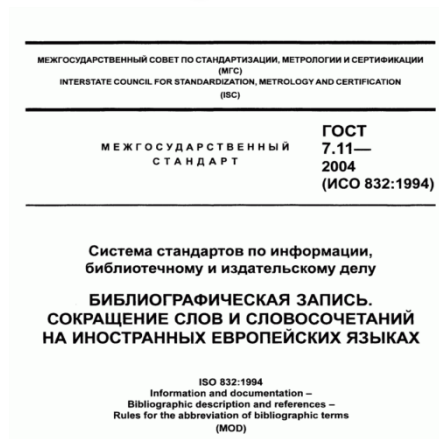 МЕЖГОСУДАРСТВЕННЫЙ СОВЕТ ПО СТАНДАРТИЗАЦИИ, МЕТРОЛОГИИ И СЕРТИФИКАЦИИ
(МГС)
INTERSTATE COUNCIL FOR STANDARDIZATION, METROLOGY AND CERTIFICATION
(ISC)
МЕЖГОСУДАРСТВЕННЫЙ
СТАНДАРТ
ГОСТ
7.11—
2004
(ИСО 832:1994)
Система стандартов по информации,
библиотечному и издательскому делу
БИБЛИОГРАФИЧЕСКАЯ ЗАПИСЬ.
СОКРАЩЕНИЕ СЛОВ И СЛОВОСОЧЕТАНИЙ
НА ИНОСТРАННЫХ ЕВРОПЕЙСКИХ ЯЗЫКАХ
ISO 832:1994
Information and documentation –
Bibliographic description and references –
Rules for the abbreviation of bibliographic terms
(MOD)